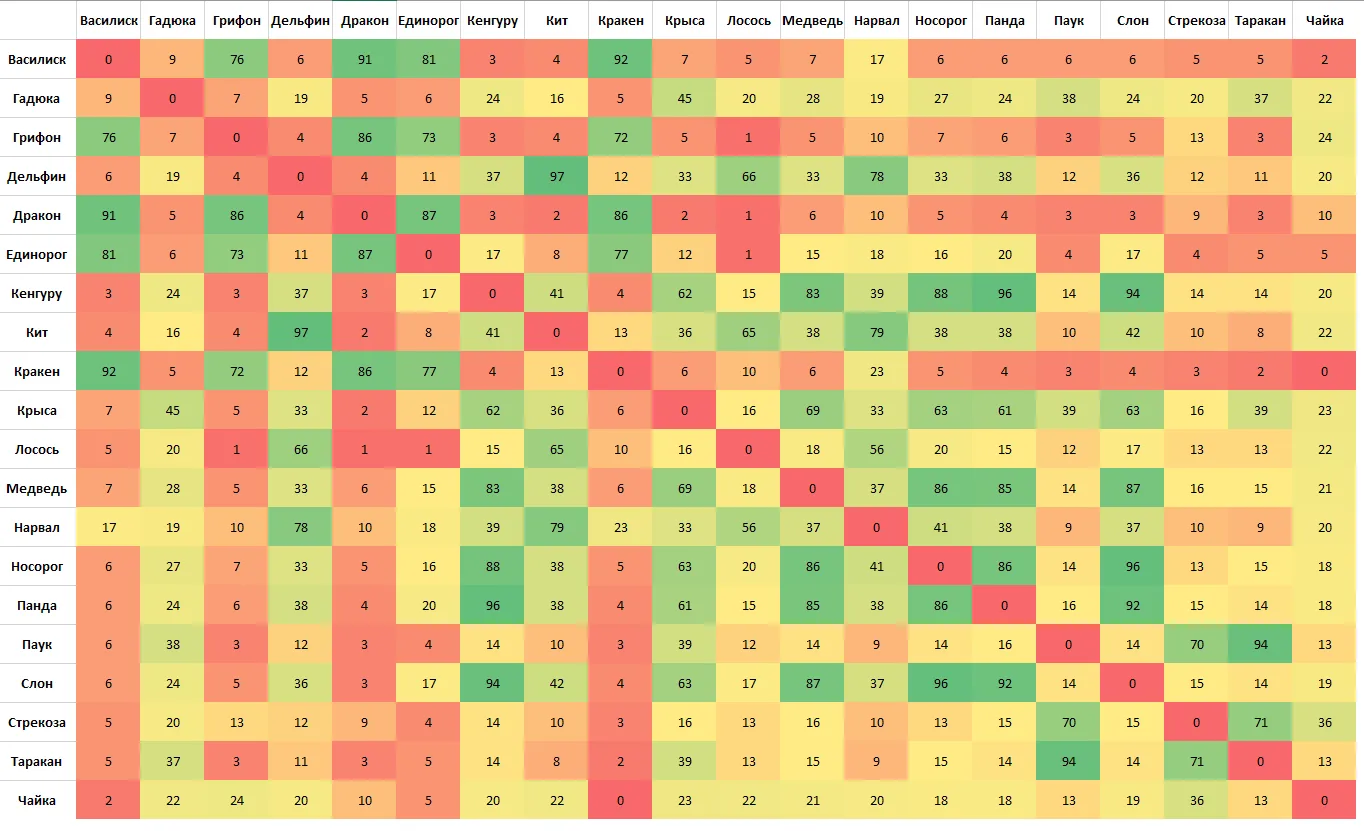 Василиск Гадюка Грифон Дельфин Дракон Единорог Кенгуру Кит Кракен Крыса Лосось Медведь Нарвал Носорог Панда Паук Слон Стрекоза Таракан Чайка
Василиск 0 9 76 6 91 81 3 4 92 7 5 7 17 6 6 6 6 5 5 2
Гадюка 9 0 7 19 5 6 24 16 5 45 20 28 19 27 24 38 24 20 37 22
Грифон 76 7 0 4 86 73 3 4 72 5 1 5 10 7 6 3 5 13 3 24
Дельфин 6 19 4 0 4 11 37 97 12 33 66 33 78 33 38 12 36 12 11 20
Дракон 91 5 86 4 0 87 3 2 86 2 1 6 10 5 4 3 3 9 3 10
Единорог 81 6 73 11 87 0 17 8 77 12 1 15 18 16 20 4 17 4 5 5
Кенгуру 3 24 3 37 3 17 0 41 4 62 15 83 39 88 96 14 94 14 14 20
Кит 4 16 4 97 2 8 41 0 13 36 65 38 79 38 38 10 42 10 8 22
Кракен 92 5 72 12 86 77 4 13 0 6 10 6 23 5 4 3 4 3 2 0
Крыса 7 45 5 33 2 12 62 36 6 0 16 69 33 63 61 39 63 16 39 23
Лосось 5 20 1 66 1 1 15 65 10 16 0 18 56 20 15 12 17 13 13 22
Медведь 7 28 5 33 6 15 83 38 6 69 18 0 37 86 85 14 87 16 15 21
Нарвал 17 19 10 78 10 18 39 79 23 33 56 37 0 41 38 9 37 10 9 20
Носорог 6 27 7 33 5 16 88 38 5 63 20 86 41 0 86 14 96 13 15 18
Панда 6 24 6 38 4 20 96 38 4 61 15 85 38 86 0 16 92 15 14 18
Паук 6 38 3 12 3 4 14 10 3 39 12 14 9 14 16 0 14 70 94 13
Слон 6 24 5 36 3 17 94 42 4 63 17 87 37 96 92 14 0 15 14 19
Стрекоза 5 20 13 12 9 4 14 10 3 16 13 16 10 13 15 70 15 0 71 36
Таракан 5 37 3 11 3 5 14 8 2 39 13 15 9 15 14 94 14 71 0 13
Чайка 2 22 24 20 10 5 20 22 0 23 22 21 20 18 18 13 19 36 13 0